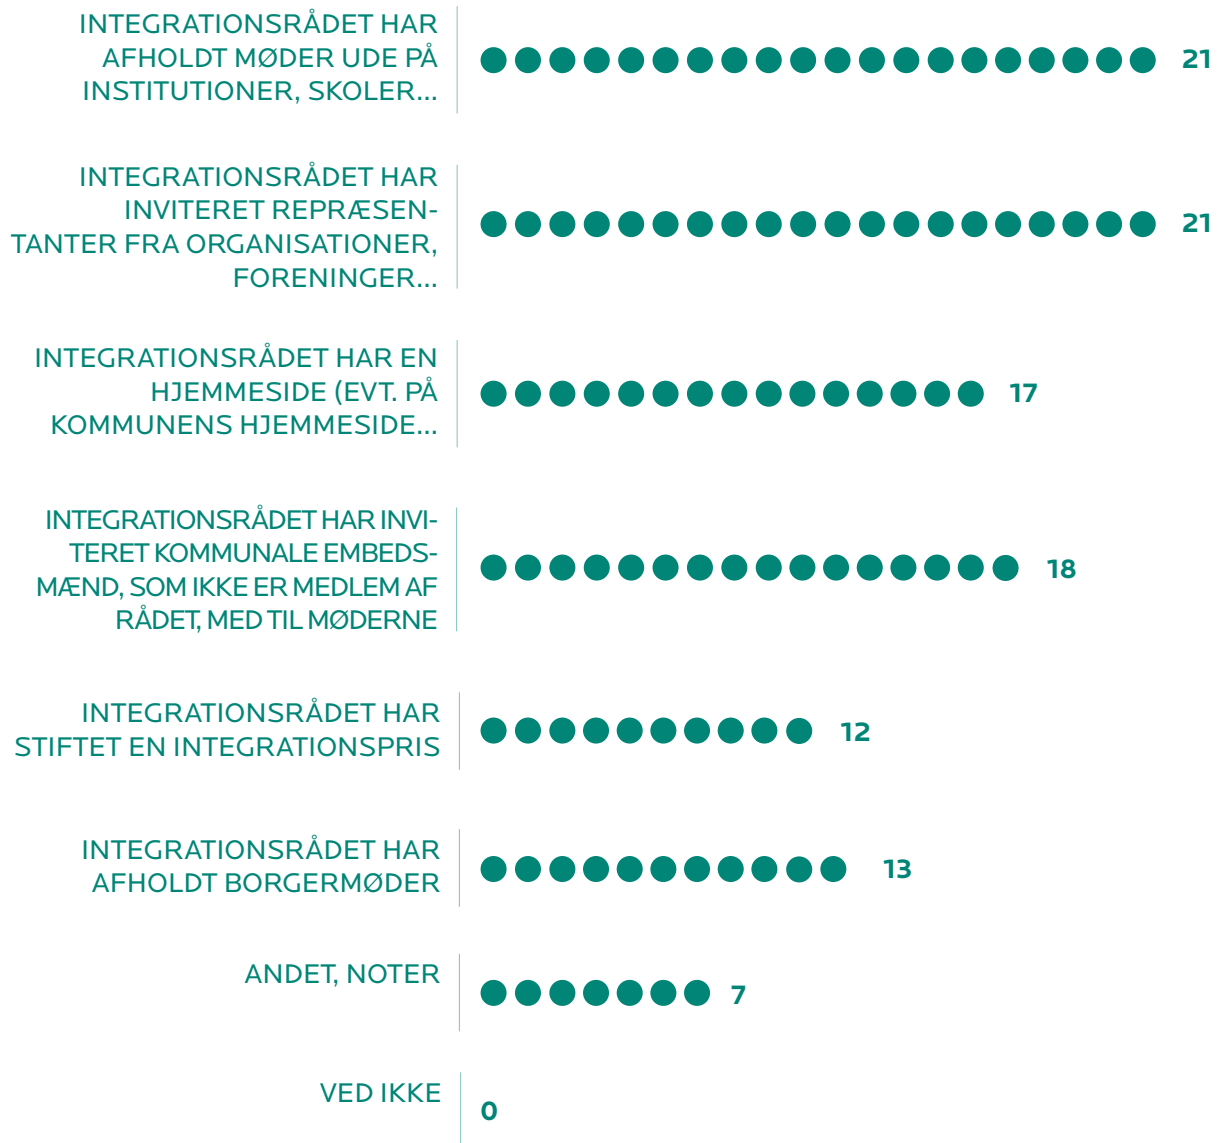 INTEGRATIONSRÅDET HAR
AFHOLDT MØDER UDE PÅ
INSTITUTIONER, SKOLER...
21
INTEGRATIONSRÅDET HAR
INVITERET REPRÆSEN-
TANTER FRA ORGANISATIONER,
FORENINGER...
21
INTEGRATIONSRÅDET HAR EN
HJEMMESIDE (EVT. PÅ
KOMMUNENS HJEMMESIDE...
17
INTEGRATIONSRÅDET HAR INVI-
TERET KOMMUNALE EMBEDS-
MÆND, SOM IKKE ER MEDLEM AF
RÅDET, MED TIL MØDERNE
18
INTEGRATIONSRÅDET HAR
STIFTET EN INTEGRATIONSPRIS
12
INTEGRATIONSRÅDET HAR
AFHOLDT BORGERMØDER
13
ANDET, NOTER
7
VED IKKE
0